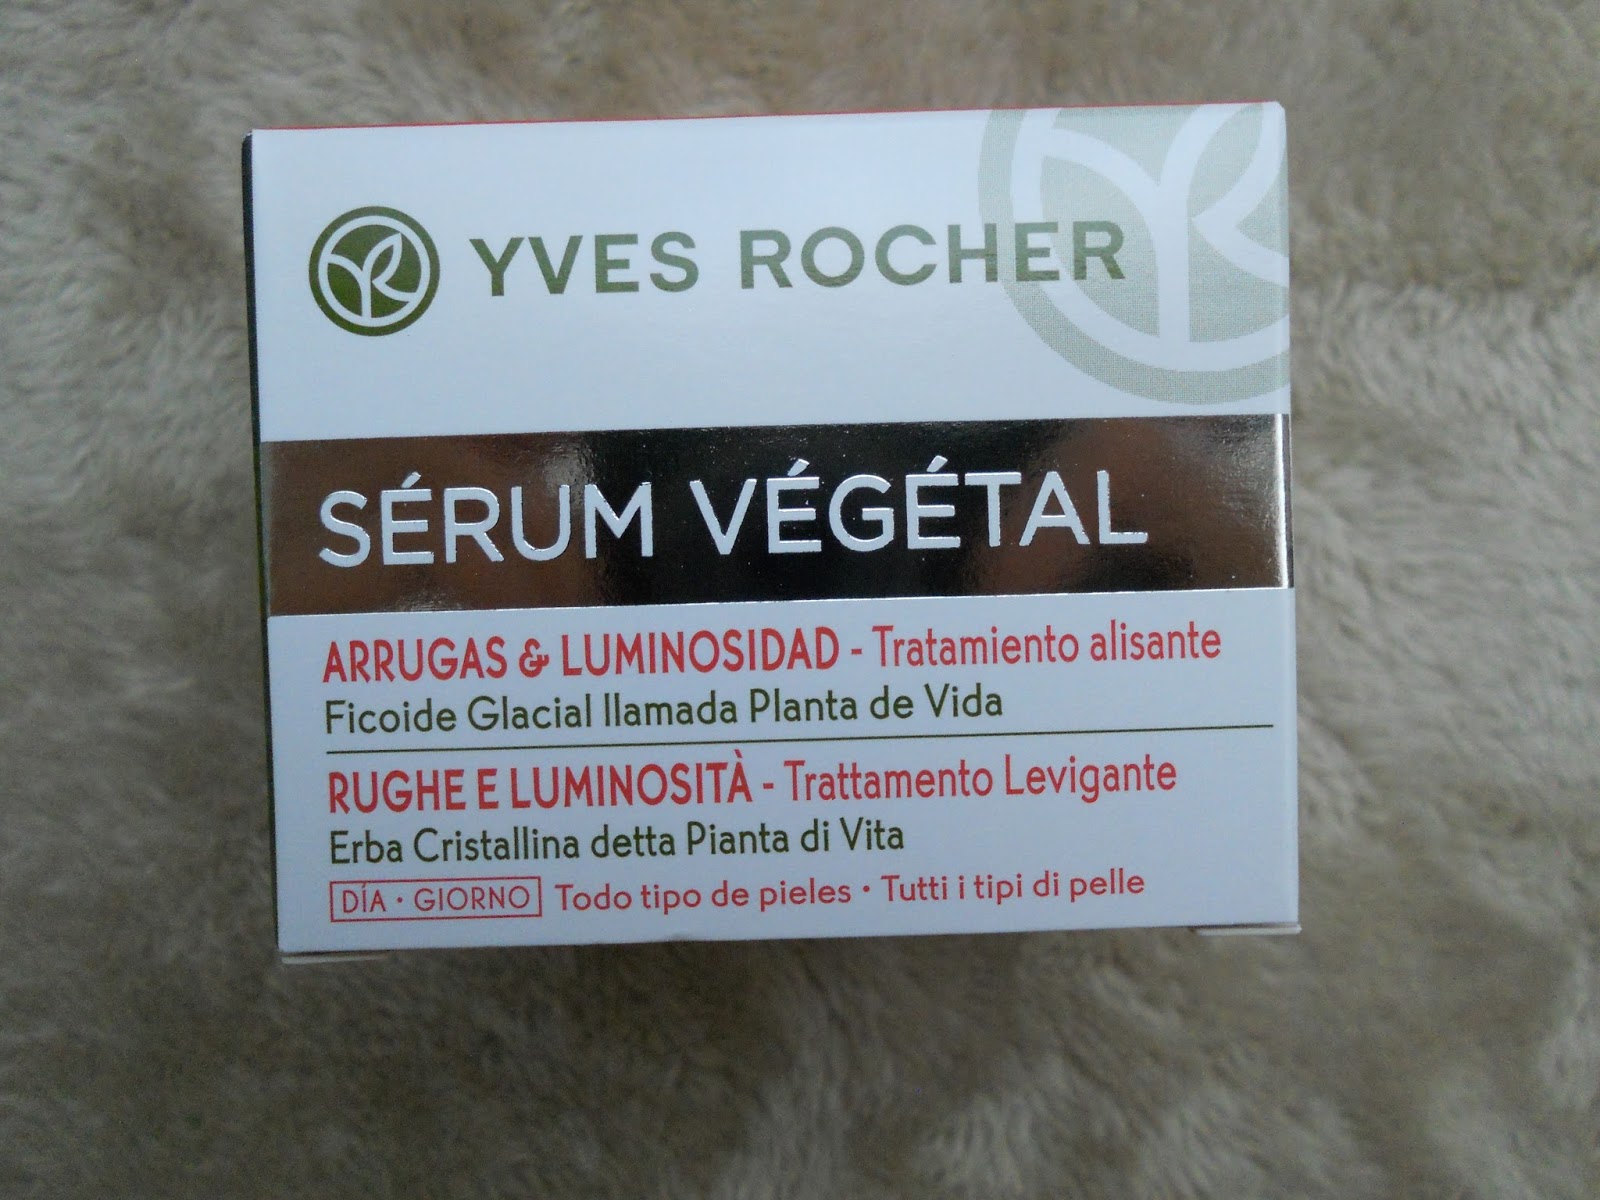 YVES ROCHER
SÉRUM VÉGÉTAL
ARRUGAS & LUMINOSIDAD - Tratamiento alisante
Ficoide Glacial llamada Planta de Vida
RUGHE E LUMINOSITÀ - Trattamento Levigante
Erba Cristallina detta Pianta di Vita
DÍA · GIORNO Todo tipo de pieles · Tutti i tipi di pelle